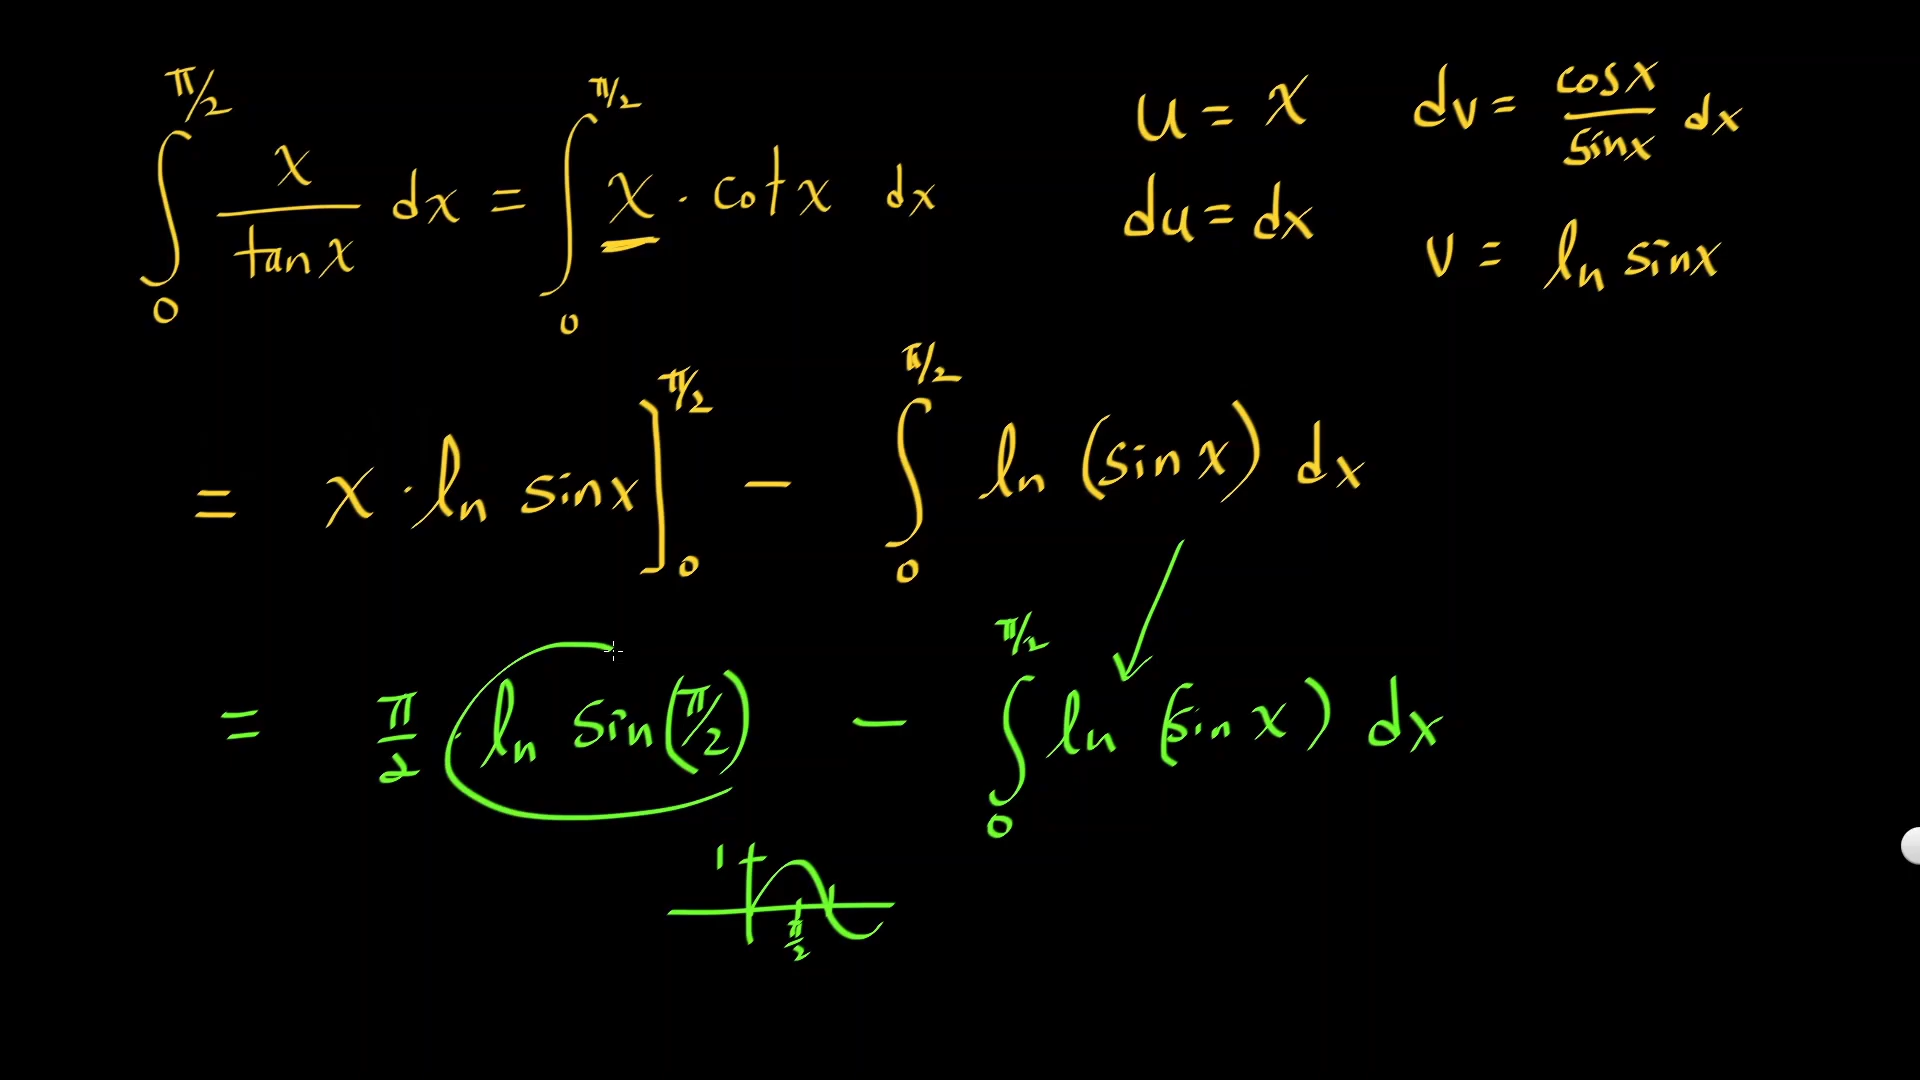 ∫₀^{π/2} x/tan x dx = ∫₀^{π/2} x · cot x dx
u = x   dv = cos x/sin x dx
du = dx   v = ln sin x
= x · ln sin x ]₀^{π/2} − ∫₀^{π/2} ln (sin x) dx
= π/2 · ln sin(π/2) − ∫₀^{π/2} ln (sin x) dx
1
π/2